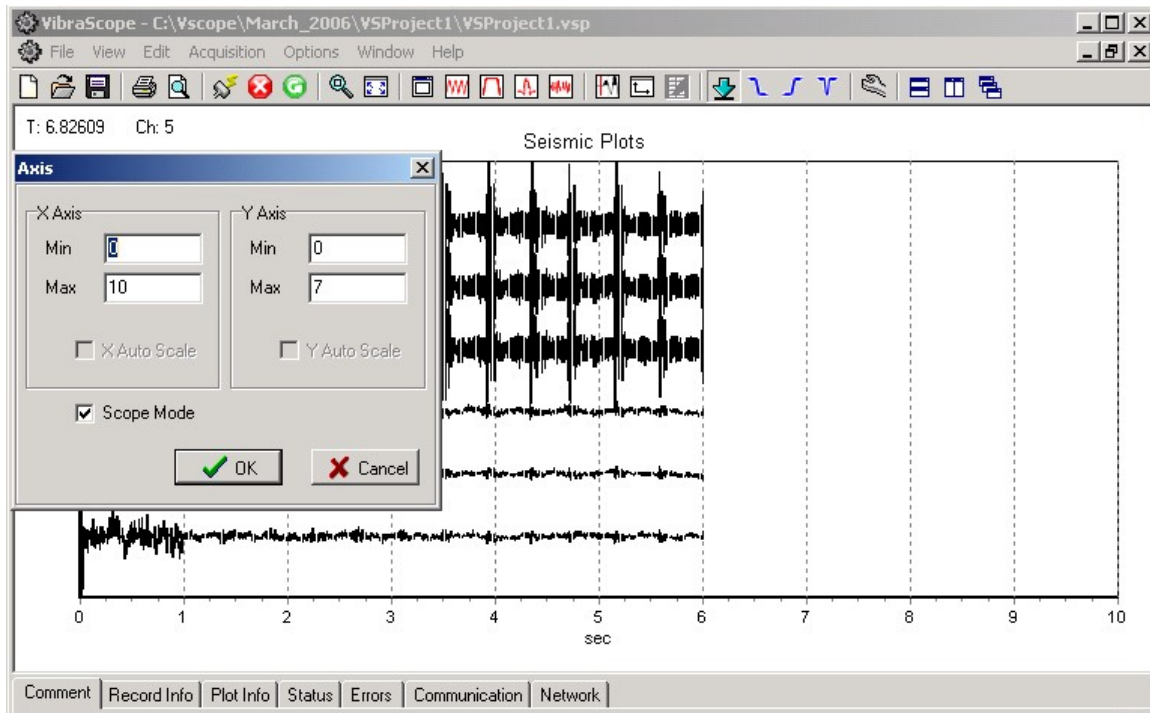 VibraScope - C:\Vscope\March_2006\VSProject1\VSProject1.vsp
File View Edit Acquisition Options Window Help
T: 6.82609 Ch: 5
Seismic Plots
Axis
X Axis
Min 0
Max 10
X Auto Scale
Y Axis
Min 0
Max 7
Y Auto Scale
Scope Mode
OK Cancel
0 1 2 3 4 5 6 7 8 9 10
sec
Comment Record Info Plot Info Status Errors Communication Network